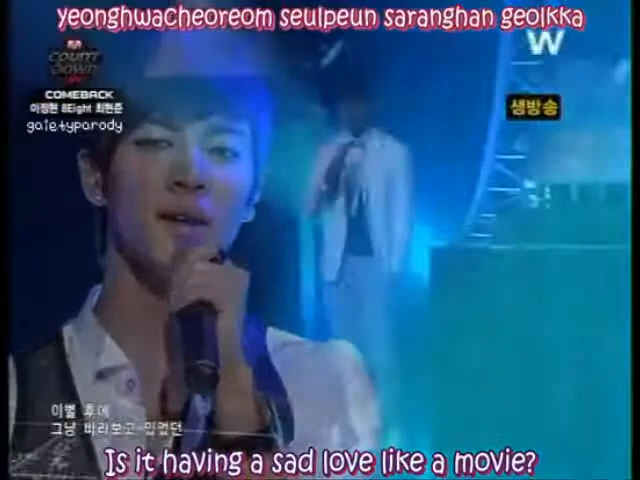 yeonghwacheoreom seulpeun saranghan geolkka
M
COUNT
DOWN
W
COMEBACK
이정현 8Eight 최현준
생방송
gaietyparody
이별 후에
그냥 바라보고 있었던
Is it having a sad love like a movie?